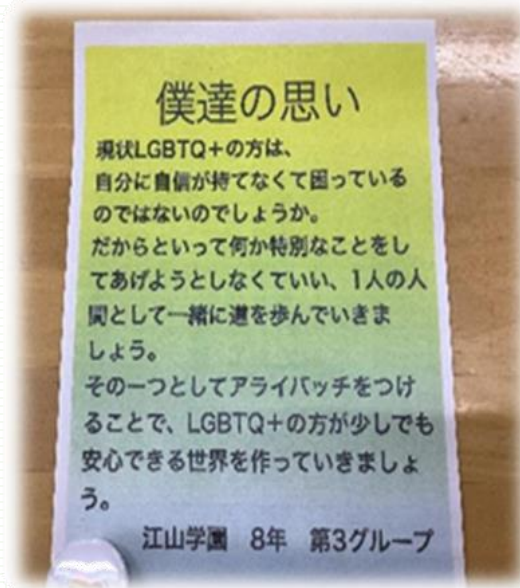 僕達の思い
現状LGBTQ+の方は、
自分に自信が持てなくて困っている
のではないのでしょうか。
だからといって何か特別なことをし
てあげようとしなくていい、1人の人
間として一緒に道を歩んでいきま
しょう。
その一つとしてアライバッチをつけ
ることで、LGBTQ+の方が少しでも
安心できる世界を作っていきましょ
う。
江山学園 8年 第3グループ